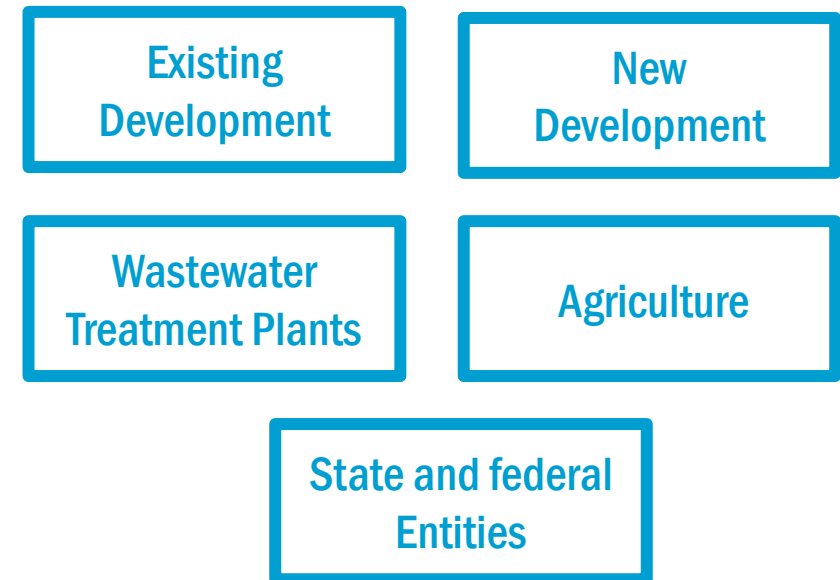 Existing
Development
New
Development
Wastewater
Treatment Plants
Agriculture
State and federal
Entities